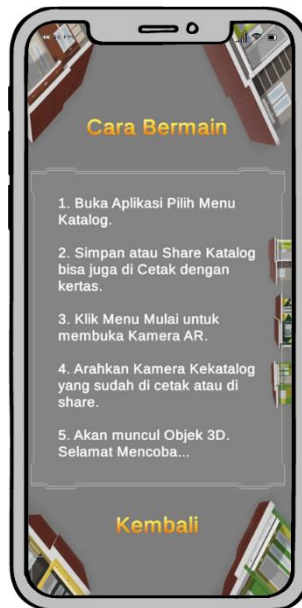 Cara Bermain
1. Buka Aplikasi Pilih Menu
Katalog.
2. Simpan atau Share Katalog
bisa juga di Cetak dengan
kertas.
3. Klik Menu Mulai untuk
membuka Kamera AR.
4. Arahkan Kamera Kekatalog
yang sudah di cetak atau di
share.
5. Akan muncul Objek 3D.
Selamat Mencoba...
Kembali